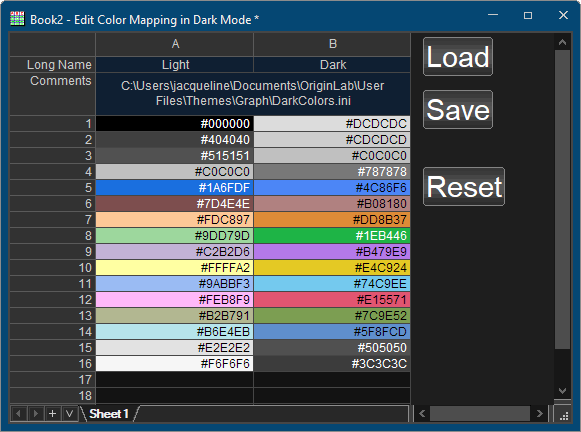 Book2 - Edit Color Mapping in Dark Mode *
A B
Long Name Light Dark
Comments C:\Users\jacqueline\Documents\OriginLab\User
Files\Themes\Graph\DarkColors.ini
1 #000000 #DCDCDC
2 #404040 #CDCDCD
3 #515151 #C0C0C0
4 #C0C0C0 #787878
5 #1A6FDF #4C86F6
6 #7D4E4E #B08180
7 #FDC897 #DD8B37
8 #9DD79D #1EB446
9 #C2B2D6 #B479E9
10 #FFFFA2 #E4C924
11 #9ABBF3 #74C9EE
12 #FEB8F9 #E15571
13 #B2B791 #7C9E52
14 #B6E4EB #5F8FCD
15 #E2E2E2 #505050
16 #F6F6F6 #3C3C3C
17
18
Sheet1
Load
Save
Reset